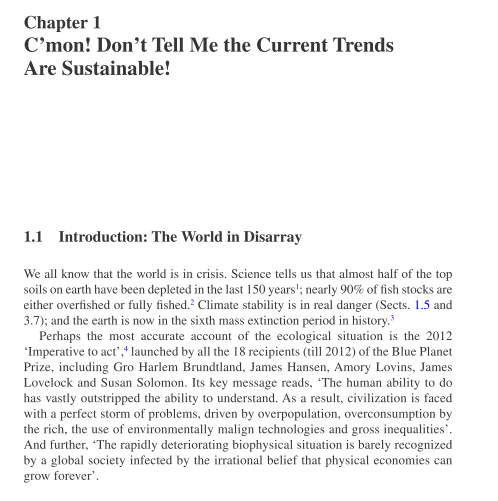 Chapter 1
C’mon! Don’t Tell Me the Current Trends
Are Sustainable!
1.1 Introduction: The World in Disarray
We all know that the world is in crisis. Science tells us that almost half of the top
soils on earth have been depleted in the last 150 years¹; nearly 90% of fish stocks are
either overfished or fully fished.² Climate stability is in real danger (Sects. 1.5 and
3.7); and the earth is now in the sixth mass extinction period in history.³
Perhaps the most accurate account of the ecological situation is the 2012
‘Imperative to act’,⁴ launched by all the 18 recipients (till 2012) of the Blue Planet
Prize, including Gro Harlem Brundtland, James Hansen, Amory Lovins, James
Lovelock and Susan Solomon. Its key message reads, ‘The human ability to do
has vastly outstripped the ability to understand. As a result, civilization is faced
with a perfect storm of problems, driven by overpopulation, overconsumption by
the rich, the use of environmentally malign technologies and gross inequalities’.
And further, ‘The rapidly deteriorating biophysical situation is barely recognized
by a global society infected by the irrational belief that physical economies can
grow forever’.